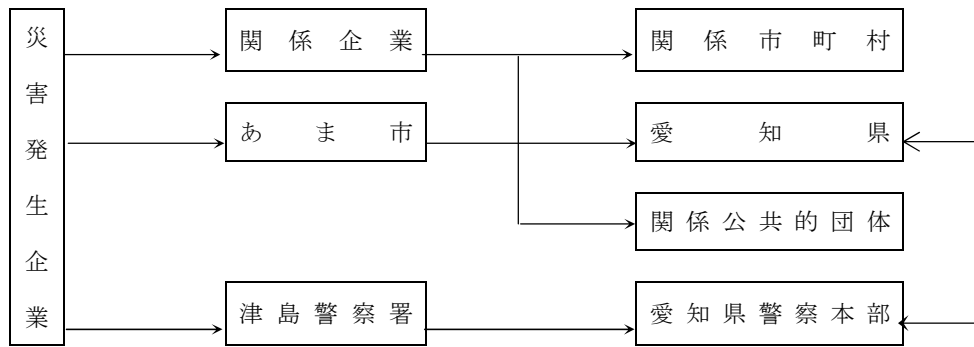 災害発生企業
関係企業
関係市町村
あま市
愛知県
関係公共的団体
津島警察署
愛知県警察本部